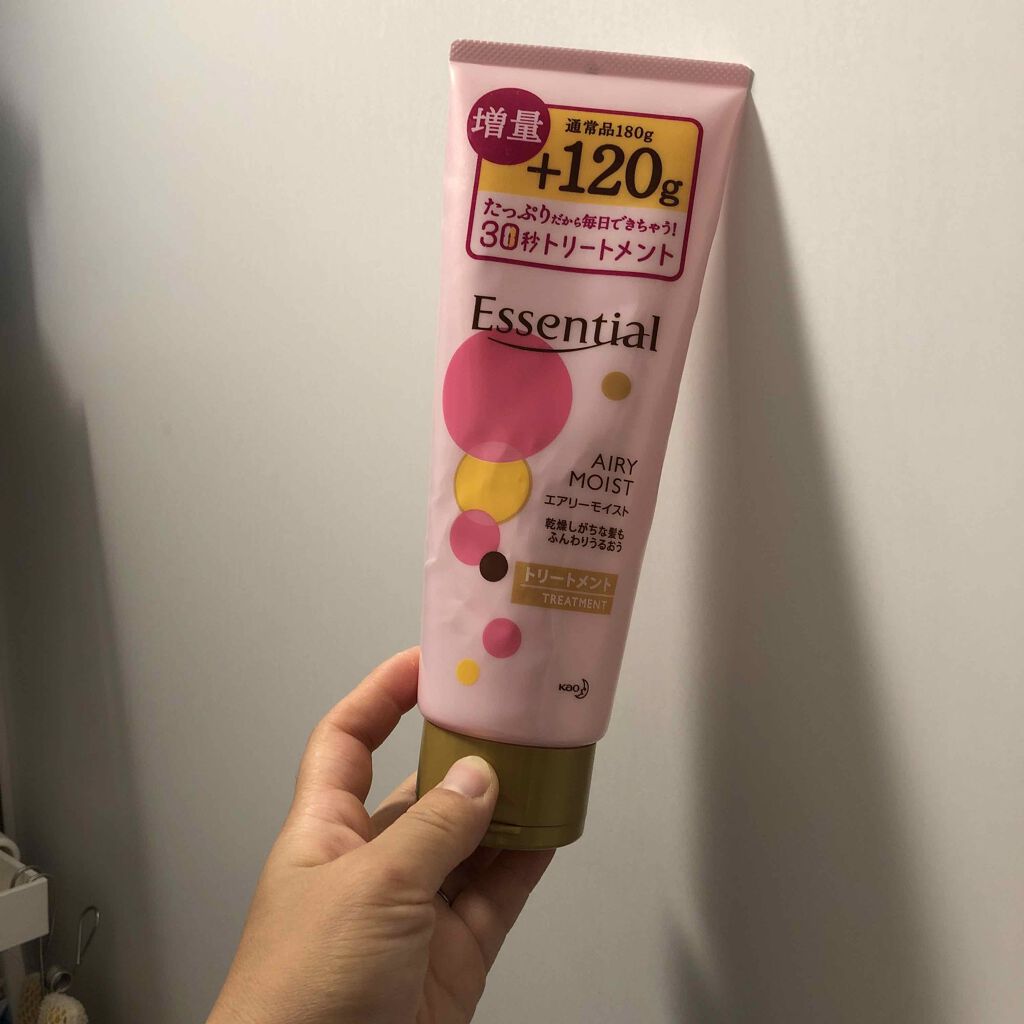 増量
通常品180g
+120g
たっぷりだから毎日できちゃう!
30秒トリートメント
Essential
AIRY
MOIST
エアリーモイスト
乾燥しがちな髪も
ふんわりうるおう
トリートメント
TREATMENT
Kao